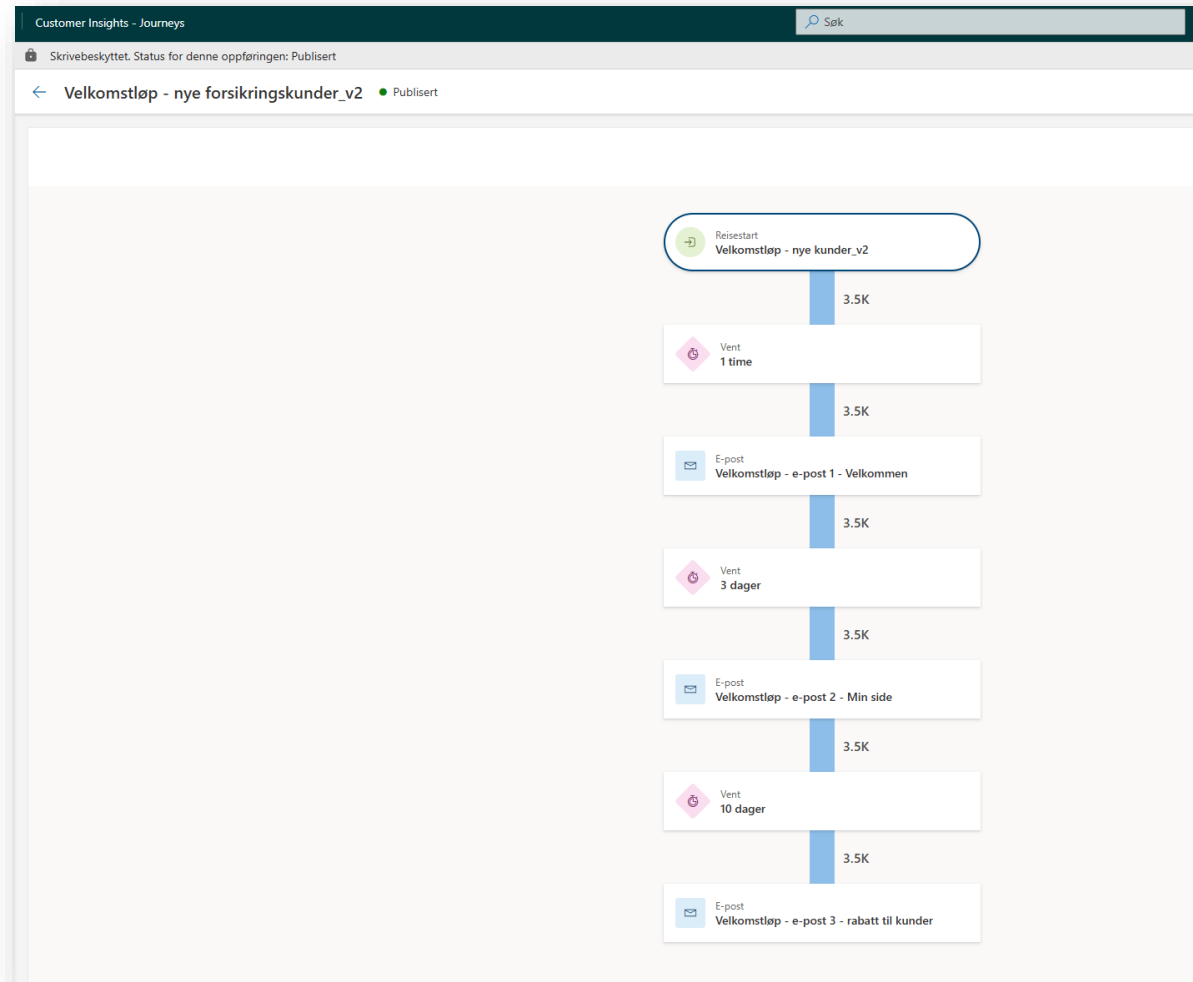 Customer Insights - Journeys
Søk
Skrivebeskyttet. Status for denne oppføringen: Publisert
Velkomstløp - nye forsikringskunder_v2
Publisert
Reisestart
Velkomstløp - nye kunder_v2
3.5K
Vent
1 time
3.5K
E-post
Velkomstløp - e-post 1 - Velkommen
3.5K
Vent
3 dager
3.5K
E-post
Velkomstløp - e-post 2 - Min side
3.5K
Vent
10 dager
3.5K
E-post
Velkomstløp - e-post 3 - rabatt til kunder